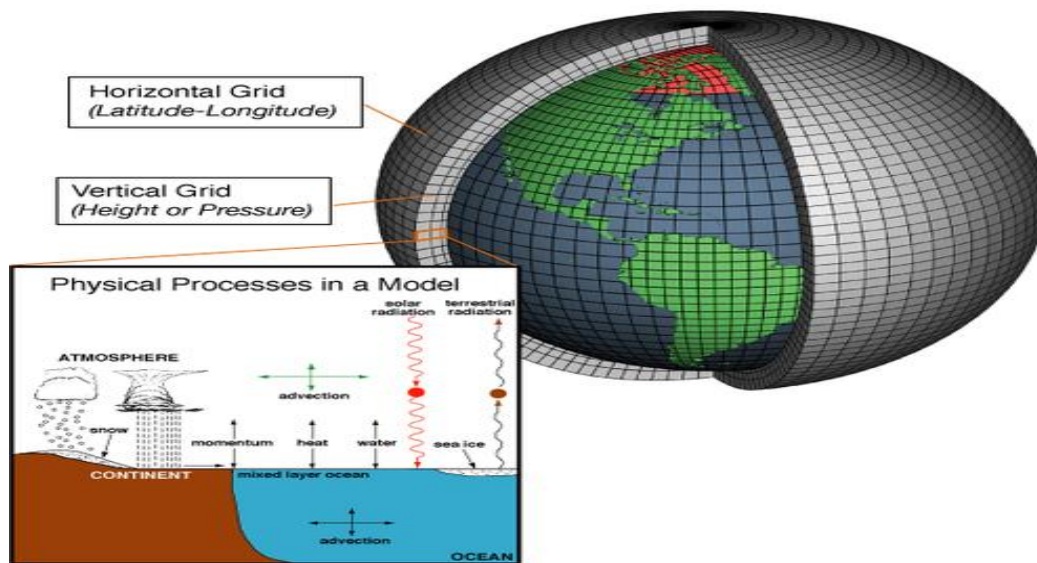 Horizontal Grid
(Latitude-Longitude)
Vertical Grid
(Height or Pressure)
Physical Processes in a Model
solar
radiation
terrestrial
radiation
ATMOSPHERE
advection
snow
momentum
heat
water
sea ice
CONTINENT
mixed layer ocean
advection
OCEAN